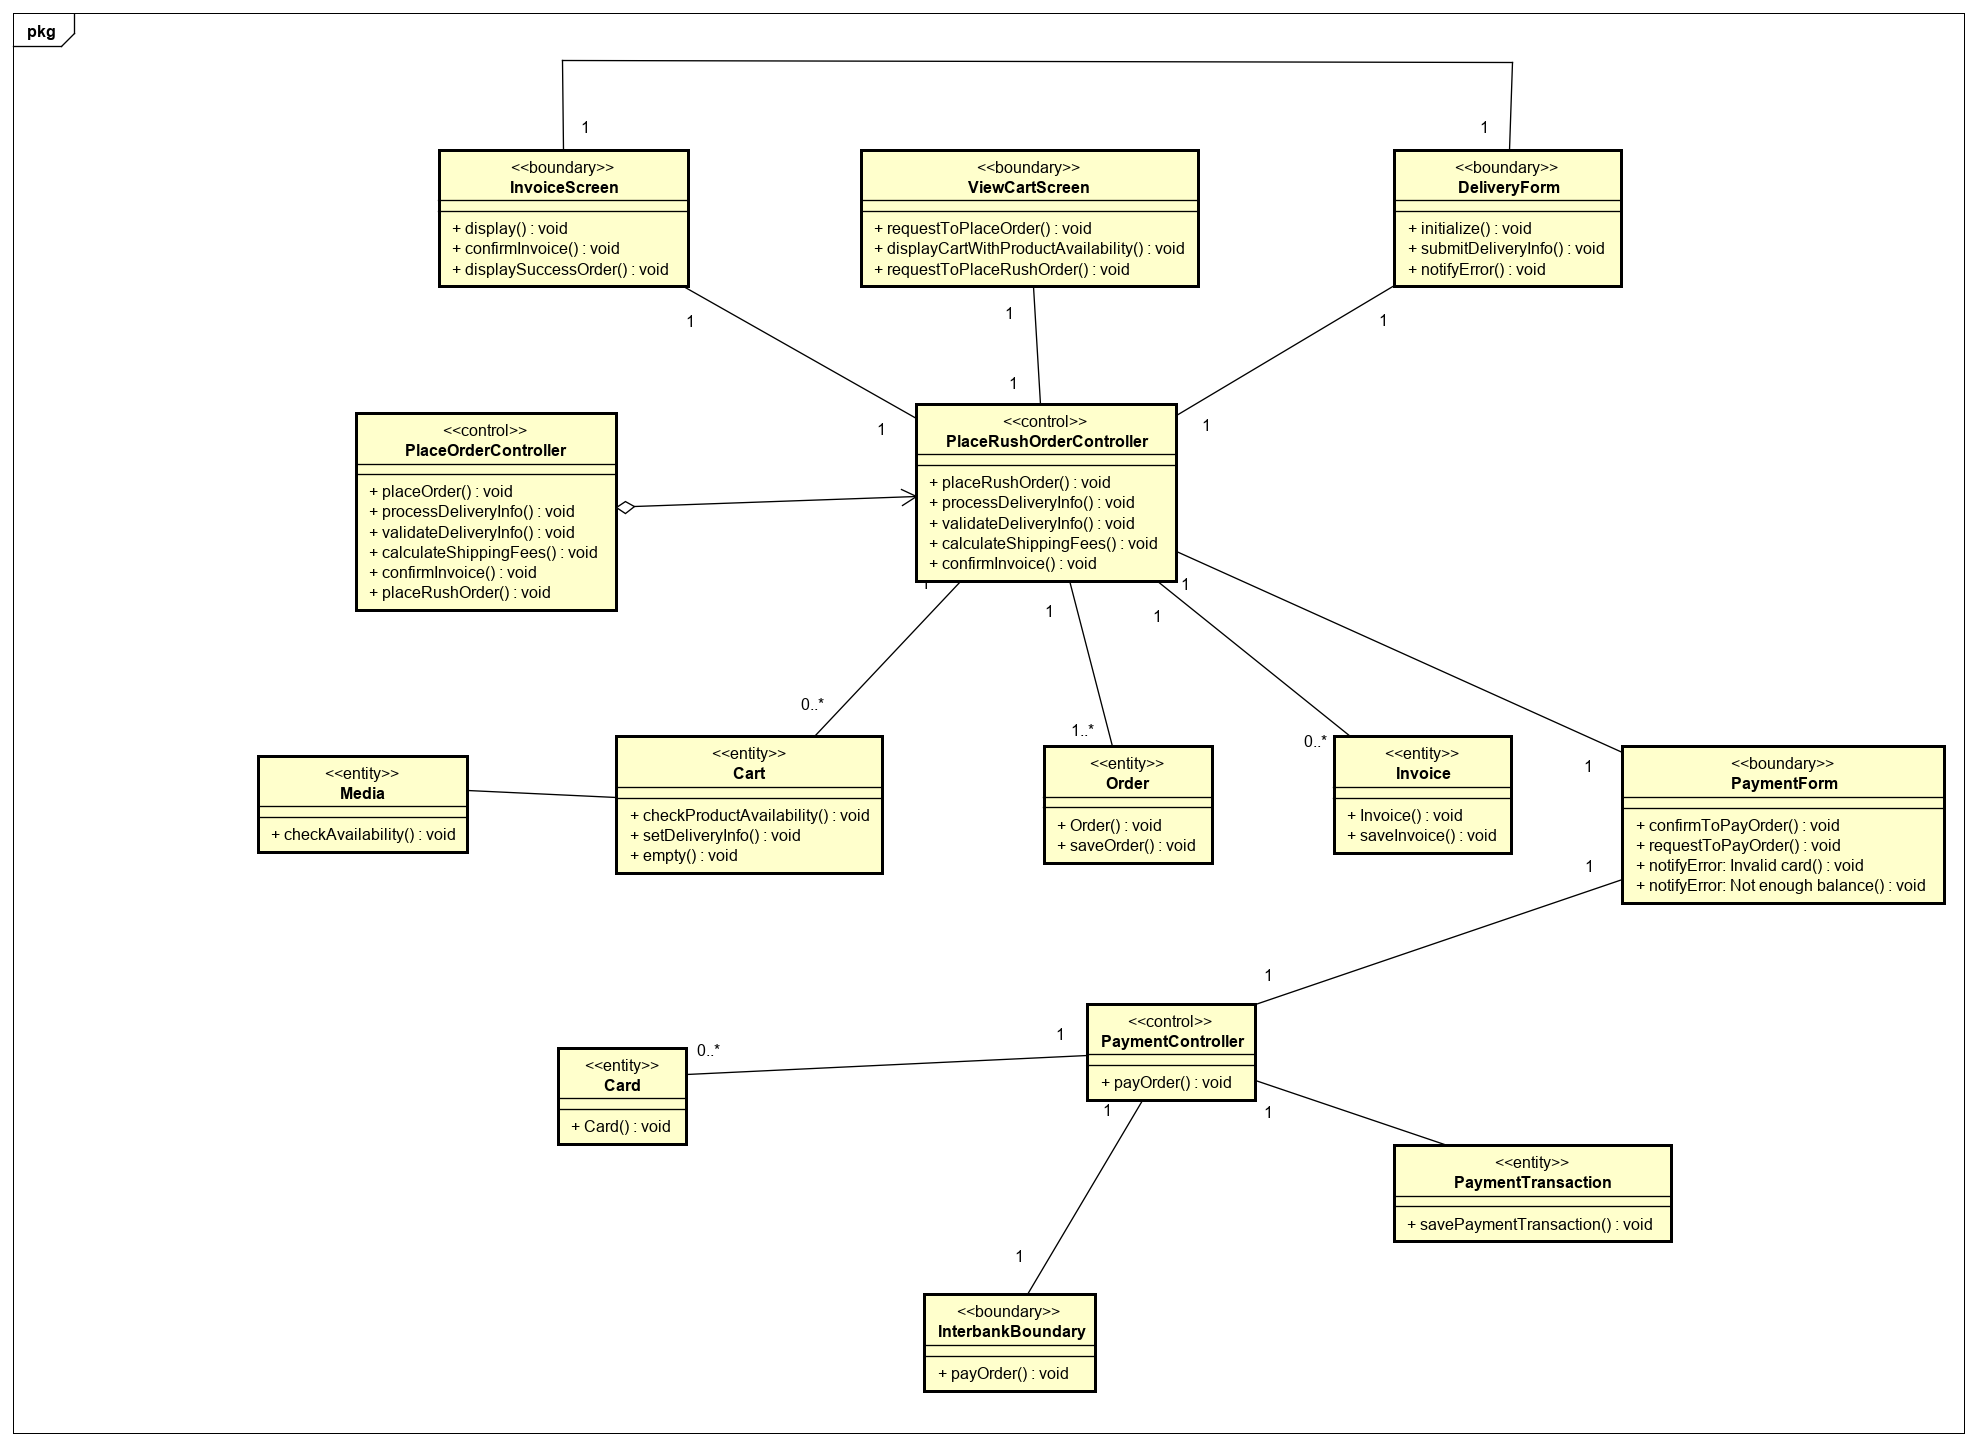 pkg
1
1
<<boundary>>
InvoiceScreen
+ display() : void
+ confirmInvoice() : void
+ displaySuccessOrder() : void
<<boundary>>
ViewCartScreen
+ requestToPlaceOrder() : void
+ displayCartWithProductAvailability() : void
+ requestToPlaceRushOrder() : void
<<boundary>>
DeliveryForm
+ initialize() : void
+ submitDeliveryInfo() : void
+ notifyError() : void
1
1
1
1
1
1
<<control>>
PlaceOrderController
+ placeOrder() : void
+ processDeliveryInfo() : void
+ validateDeliveryInfo() : void
+ calculateShippingFees() : void
+ confirmInvoice() : void
+ placeRushOrder() : void
<<control>>
PlaceRushOrderController
+ placeRushOrder() : void
+ processDeliveryInfo() : void
+ validateDeliveryInfo() : void
+ calculateShippingFees() : void
+ confirmInvoice() : void
1
1
1
1
0..*
1..*
0..*
1
<<entity>>
Media
+ checkAvailability() : void
<<entity>>
Cart
+ checkProductAvailability() : void
+ setDeliveryInfo() : void
+ empty() : void
<<entity>>
Order
+ Order() : void
+ saveOrder() : void
<<entity>>
Invoice
+ Invoice() : void
+ saveInvoice() : void
<<boundary>>
PaymentForm
+ confirmToPayOrder() : void
+ requestToPayOrder() : void
+ notifyError: Invalid card() : void
+ notifyError: Not enough balance() : void
1
1
<<control>>
PaymentController
+ payOrder() : void
1
0..*
<<entity>>
Card
+ Card() : void
1
1
<<entity>>
PaymentTransaction
+ savePaymentTransaction() : void
1
<<boundary>>
InterbankBoundary
+ payOrder() : void